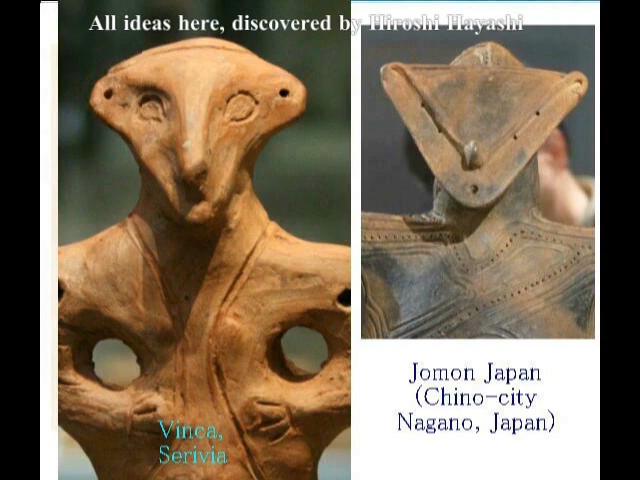 All ideas here, discovered by Hiroshi Hayashi
Jomon Japan
(Chino-city
Nagano, Japan)
Vinca,
Serivia